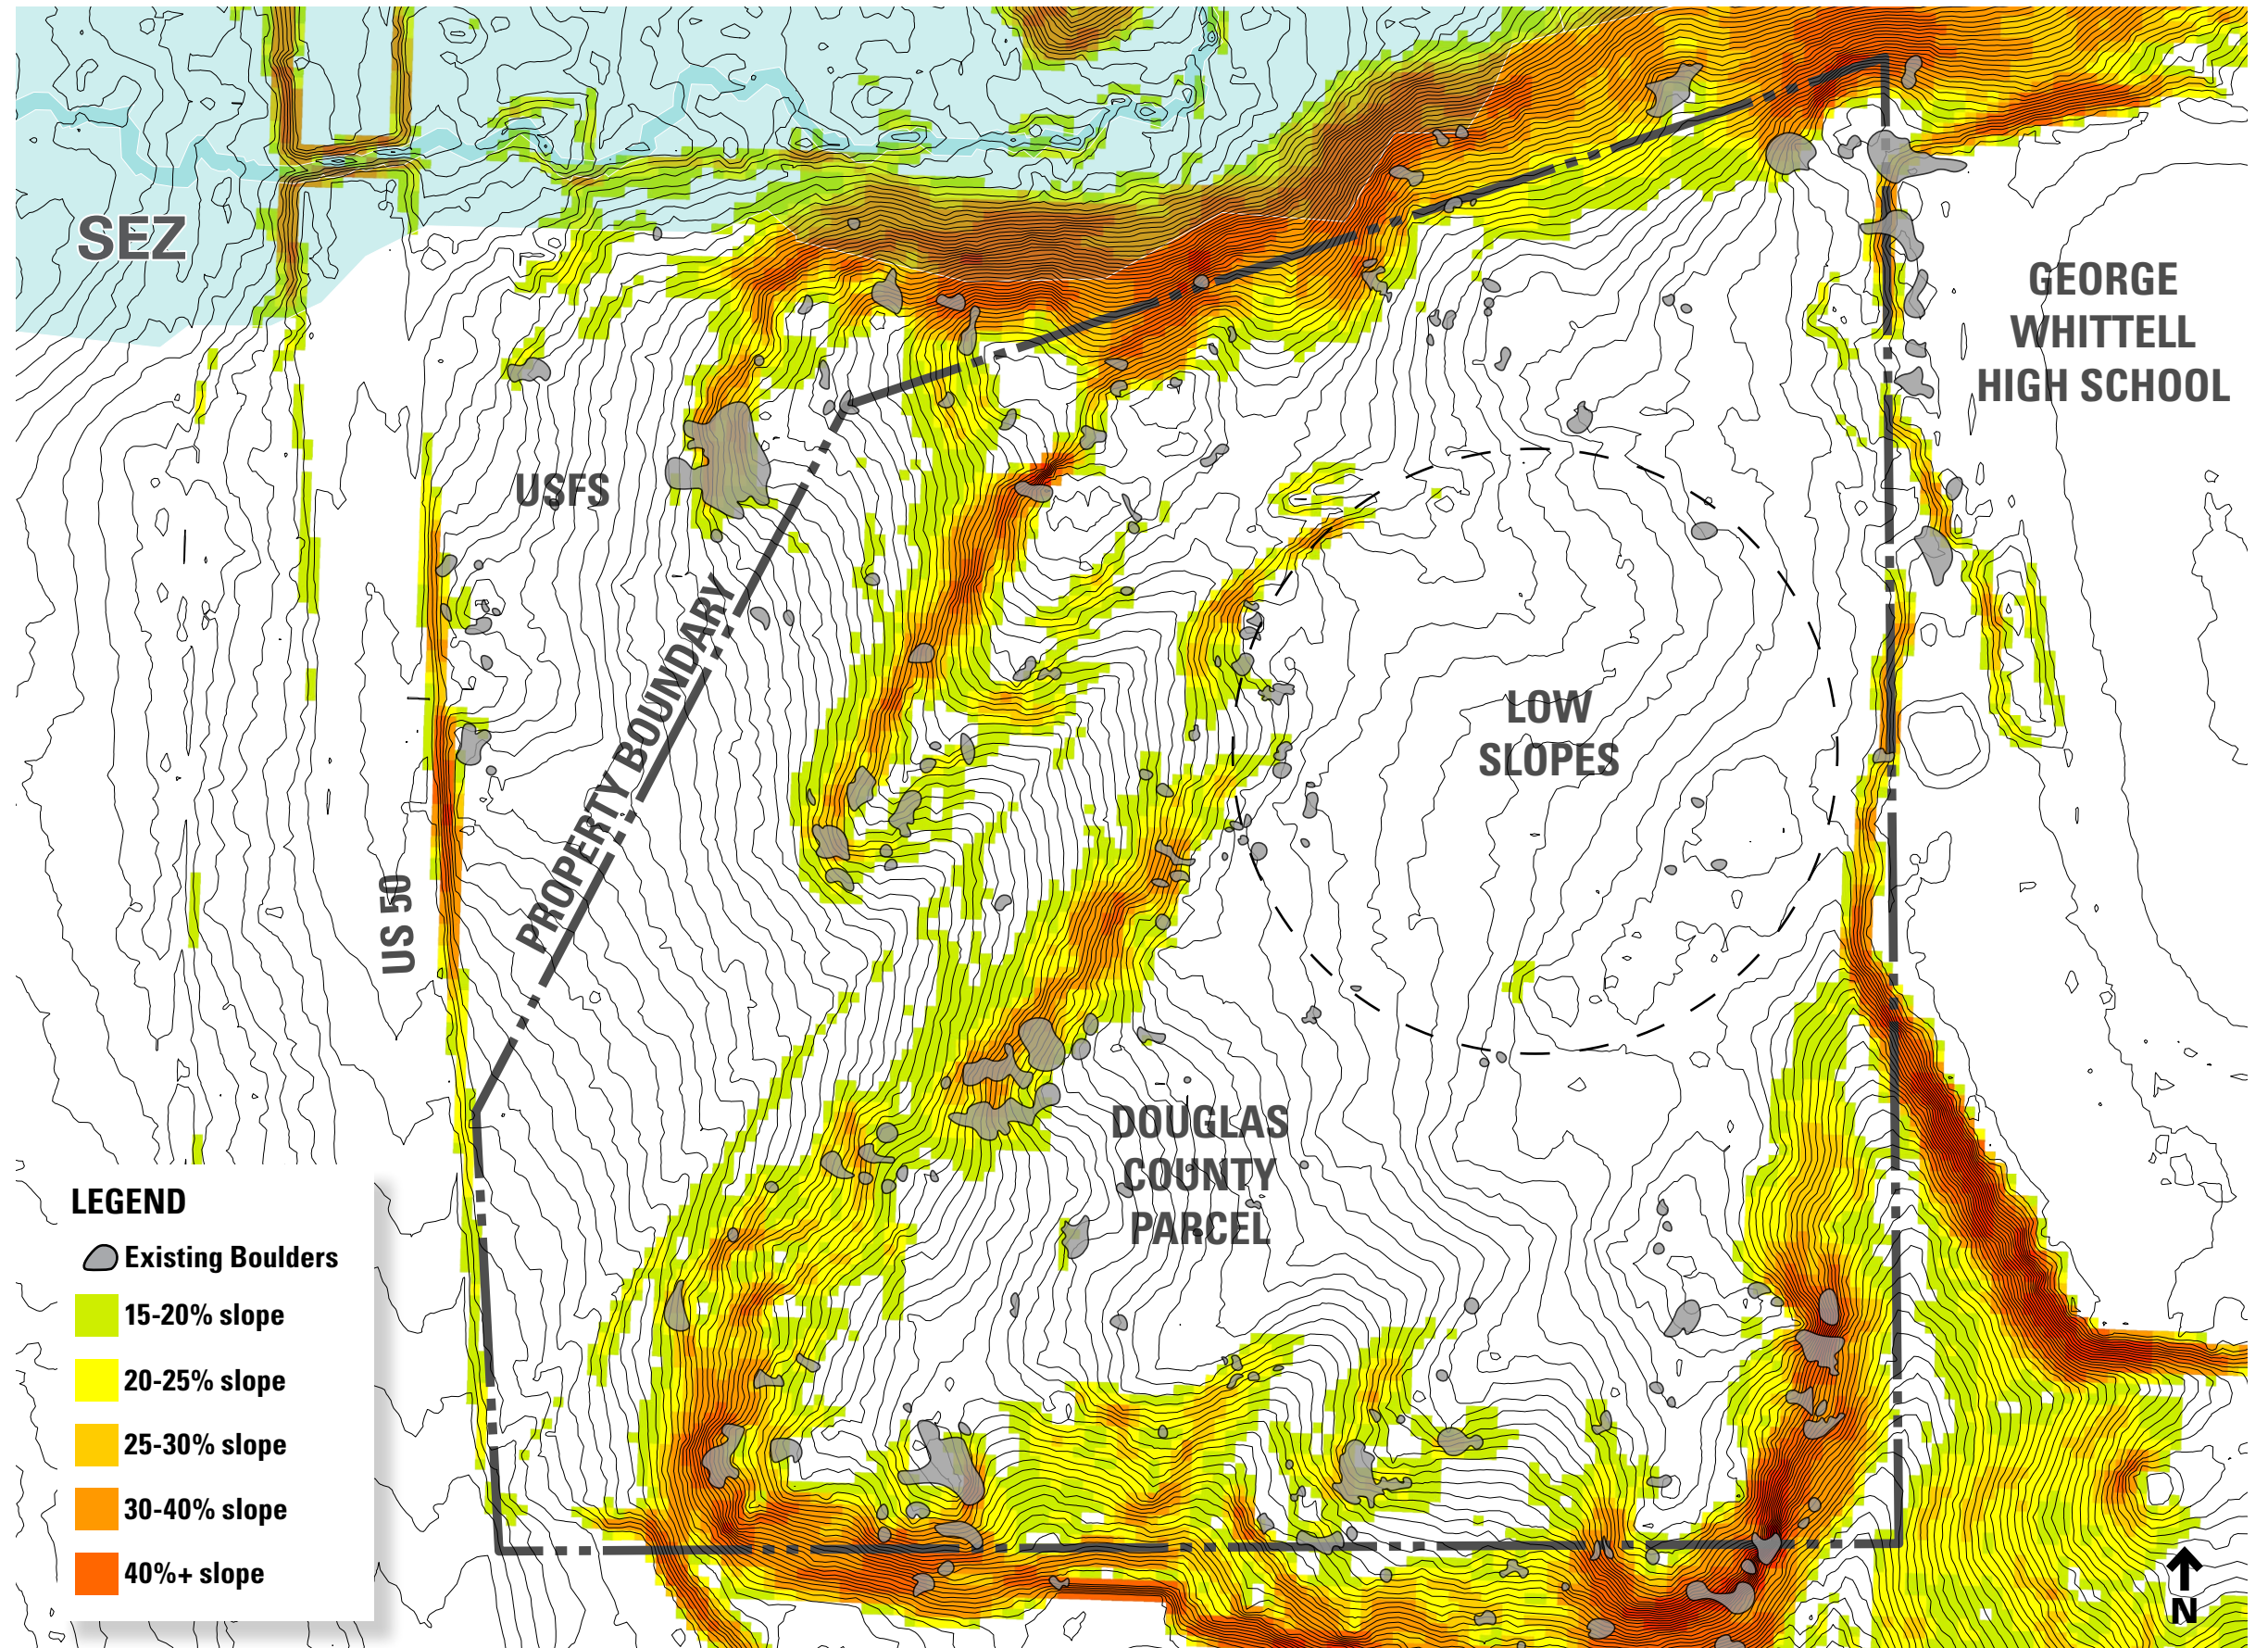 SEZ
GEORGE
WHITTELL
HIGH SCHOOL
USFS
PROPERTY BOUNDARY
LOW
SLOPES
US 50
DOUGLAS
COUNTY
PARCEL
LEGEND
Existing Boulders
15-20% slope
20-25% slope
25-30% slope
30-40% slope
40%+ slope
N